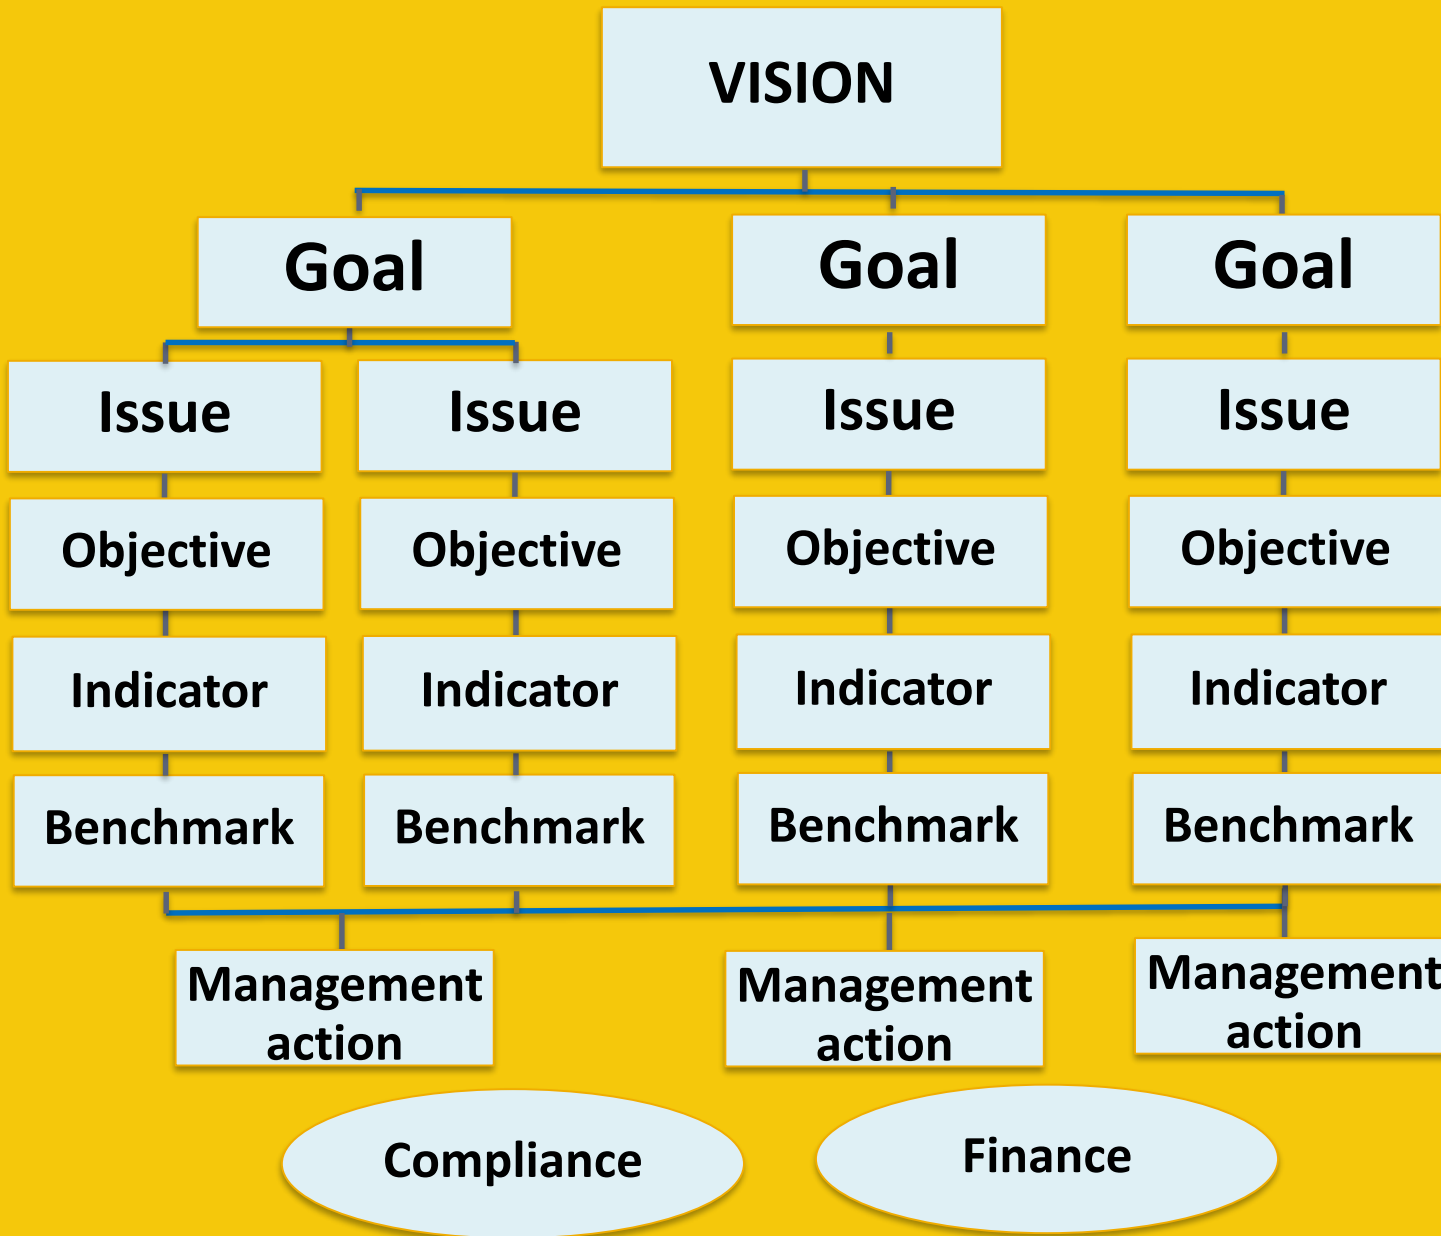 VISION
Goal
Goal
Goal
Issue
Issue
Issue
Issue
Objective
Objective
Objective
Objective
Indicator
Indicator
Indicator
Indicator
Benchmark
Benchmark
Benchmark
Benchmark
Management
action
Management
action
Management
action
Compliance
Finance